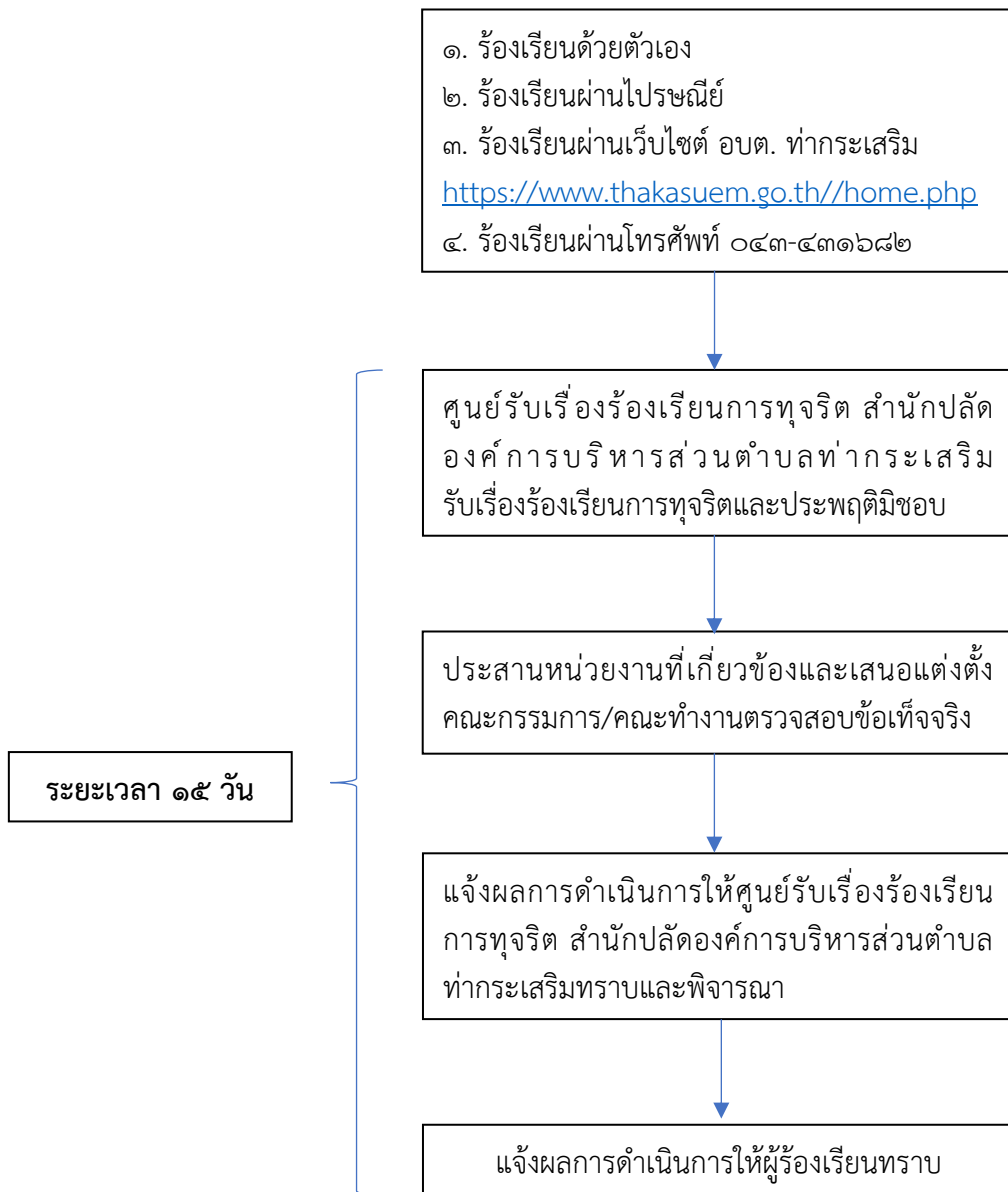 ๑. ร้องเรียนด้วยตัวเอง
๒. ร้องเรียนผ่านไปรษณีย์
๓. ร้องเรียนผ่านเว็บไซต์ อบต. ท่ากระเสริม
https://www.thakasuem.go.th//home.php
๔. ร้องเรียนผ่านโทรศัพท์ ๐๔๓-๔๓๑๖๘๒
ศูนย์รับเรื่องร้องเรียนการทุจริต สำนักปลัด
องค์การบริหารส่วนตำบลท่ากระเสริม
รับเรื่องร้องเรียนการทุจริตและประพฤติมิชอบ
ประสานหน่วยงานที่เกี่ยวข้องและเสนอแต่งตั้ง
คณะกรรมการ/คณะทำงานตรวจสอบข้อเท็จจริง
ระยะเวลา ๑๕ วัน
แจ้งผลการดำเนินการให้ศูนย์รับเรื่องร้องเรียน
การทุจริต สำนักปลัดองค์การบริหารส่วนตำบล
ท่ากระเสริมทราบและพิจารณา
แจ้งผลการดำเนินการให้ผู้ร้องเรียนทราบ